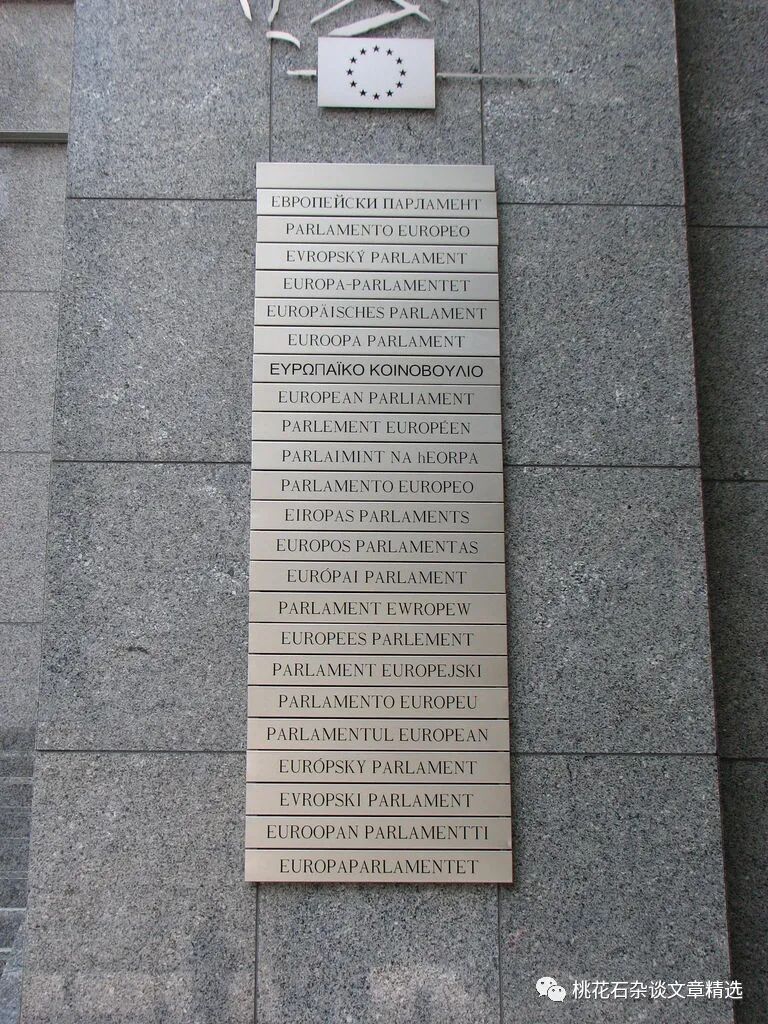 ЕВРОПЕЙСКИ ПАРЛАМЕНТ
PARLAMENTO EUROPEO
EVROPSKÝ PARLAMENT
EUROPA-PARLAMENTET
EUROPÄISCHES PARLAMENT
EUROOPA PARLAMENT
ΕΥΡΩΠΑΪΚΟ ΚΟΙΝΟΒΟΥΛΙΟ
EUROPEAN PARLIAMENT
PARLEMENT EUROPÉEN
PARLAIMINT NA hEORPA
PARLAMENTO EUROPEO
EIROPAS PARLAMENTS
EUROPOS PARLAMENTAS
EURÓPAI PARLAMENT
PARLAMENT EWROPEW
EUROPEES PARLEMENT
PARLAMENT EUROPEJSKI
PARLAMENTO EUROPEU
PARLAMENTUL EUROPEAN
EURÓPSKY PARLAMENT
EVROPSKI PARLAMENT
EUROOPAN PARLAMENTTI
EUROPAPARLAMENTET
桃花石杂谈文章精选